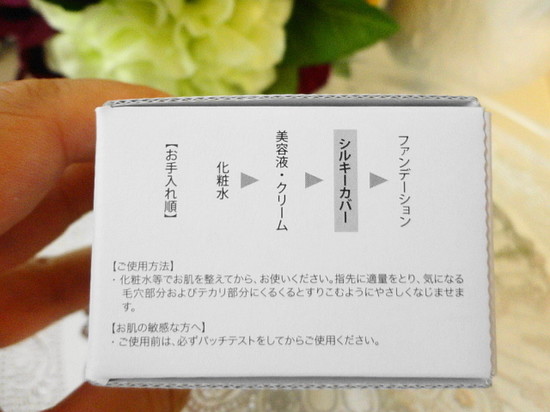 【お手入れ順】
化粧水
▶
美容液・クリーム
▶
シルキーカバー
▶
ファンデーション
【ご使用方法】
・化粧水等でお肌を整えてから、お使いください。指先に適量をとり、気になる
毛穴部分およびテカリ部分にくるくるとすりこむようにやさしくなじませま
す。
【お肌の敏感な方へ】
・ご使用前は、必ずパッチテストをしてからご使用ください。